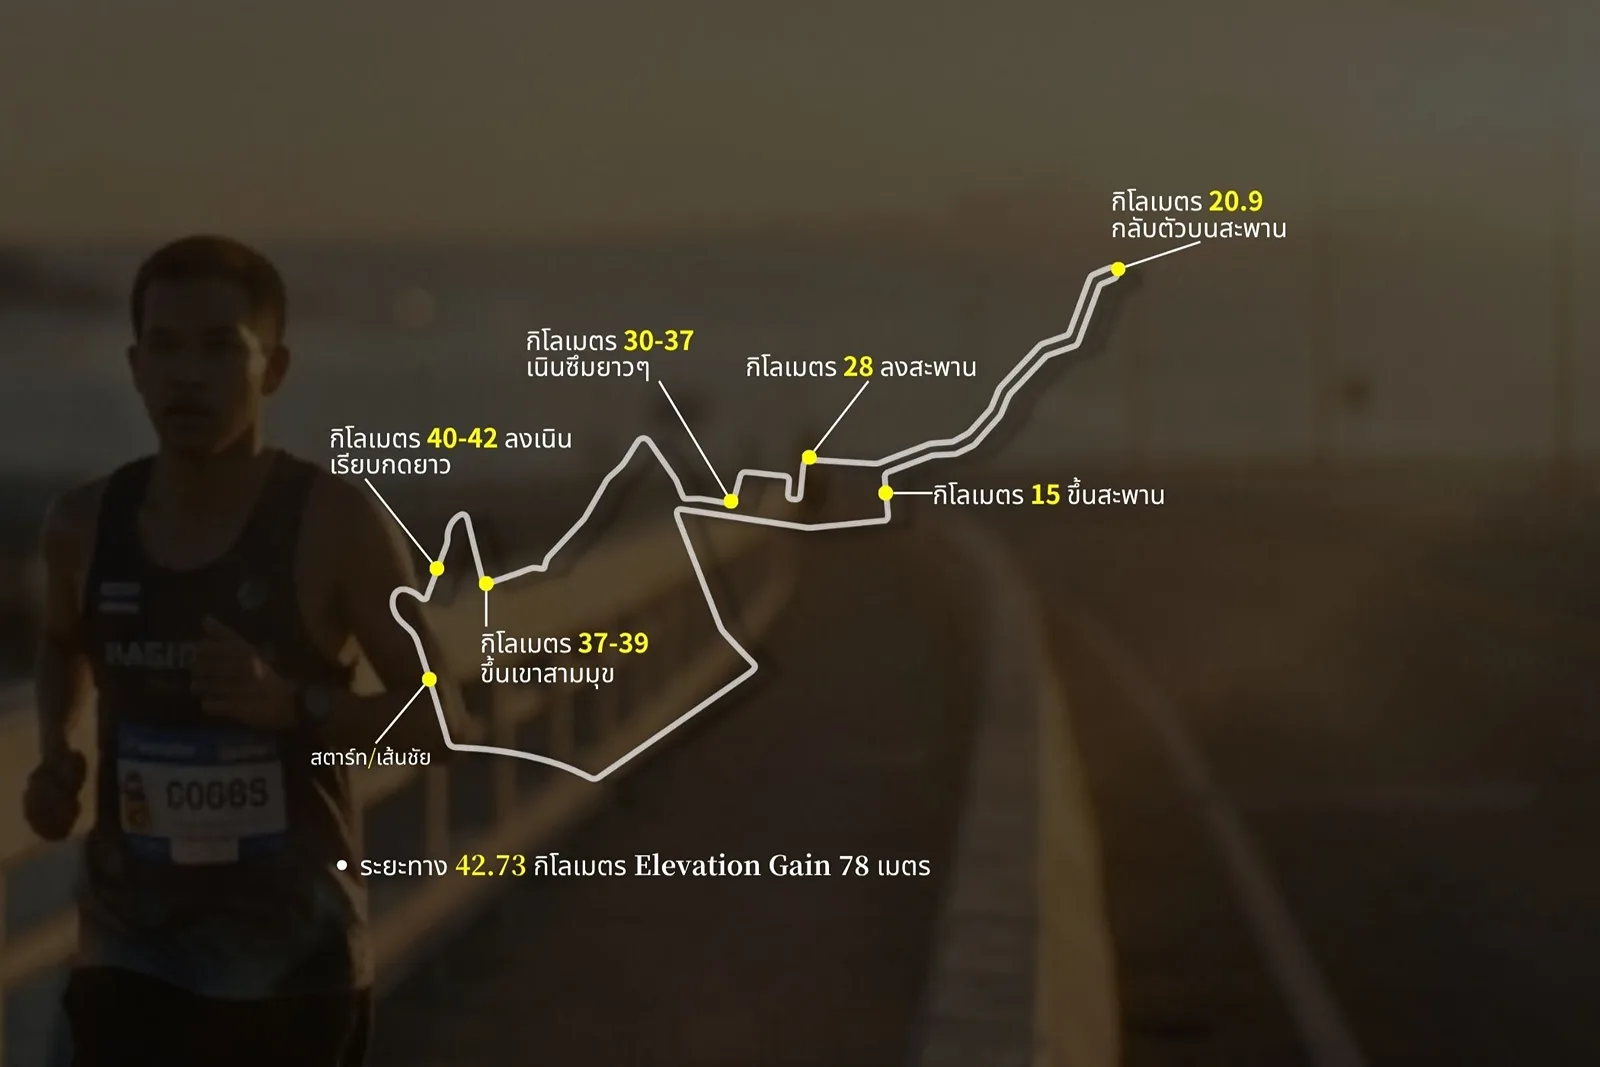 กิโลเมตร 20.9
กลับตัวบนสะพาน
กิโลเมตร 30-37
เนินซึมยาวๆ
กิโลเมตร 28 ลงสะพาน
กิโลเมตร 40-42 ลงเนิน
เรียบกดยาว
กิโลเมตร 15 ขึ้นสะพาน
กิโลเมตร 37-39
ขึ้นเขาสามมุข
สตาร์ท/เส้นชัย
• ระยะทาง 42.73 กิโลเมตร Elevation Gain 78 เมตร